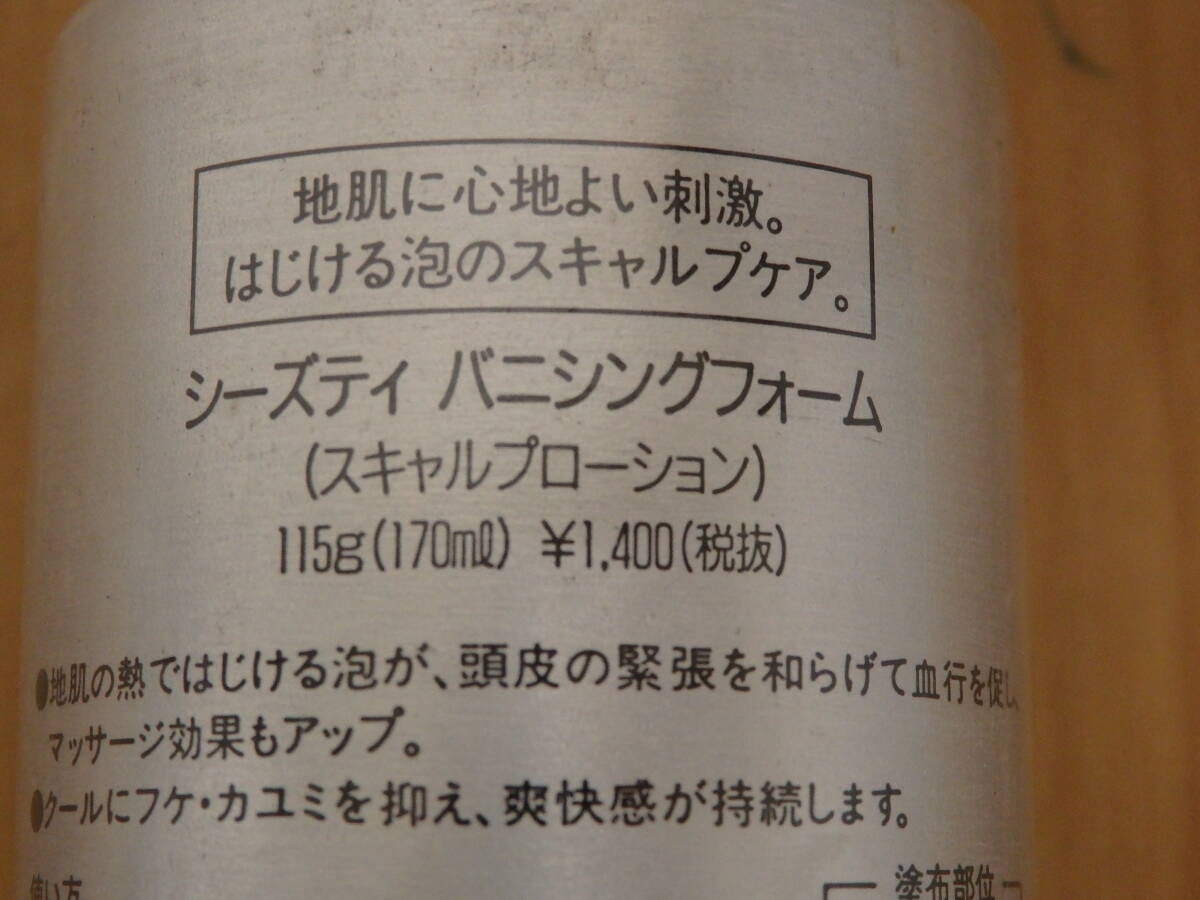 地肌に心地よい刺激。
はじける泡のスキャルプケア。
シーズティ バニシングフォーム
(スキャルプローション)
115g(170mℓ) ¥1,400(税抜)
●地肌の熱ではじける泡が、頭皮の緊張を和らげて血行を促し、
マッサージ効果もアップ。
●クールにフケ・カユミを抑え、爽快感が持続します。
使い方
塗布部位